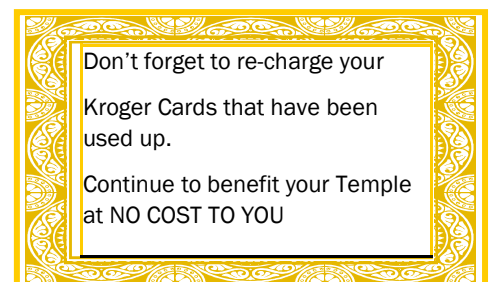 Don’t forget to re-charge your
Kroger Cards that have been
used up.
Continue to benefit your Temple
at NO COST TO YOU